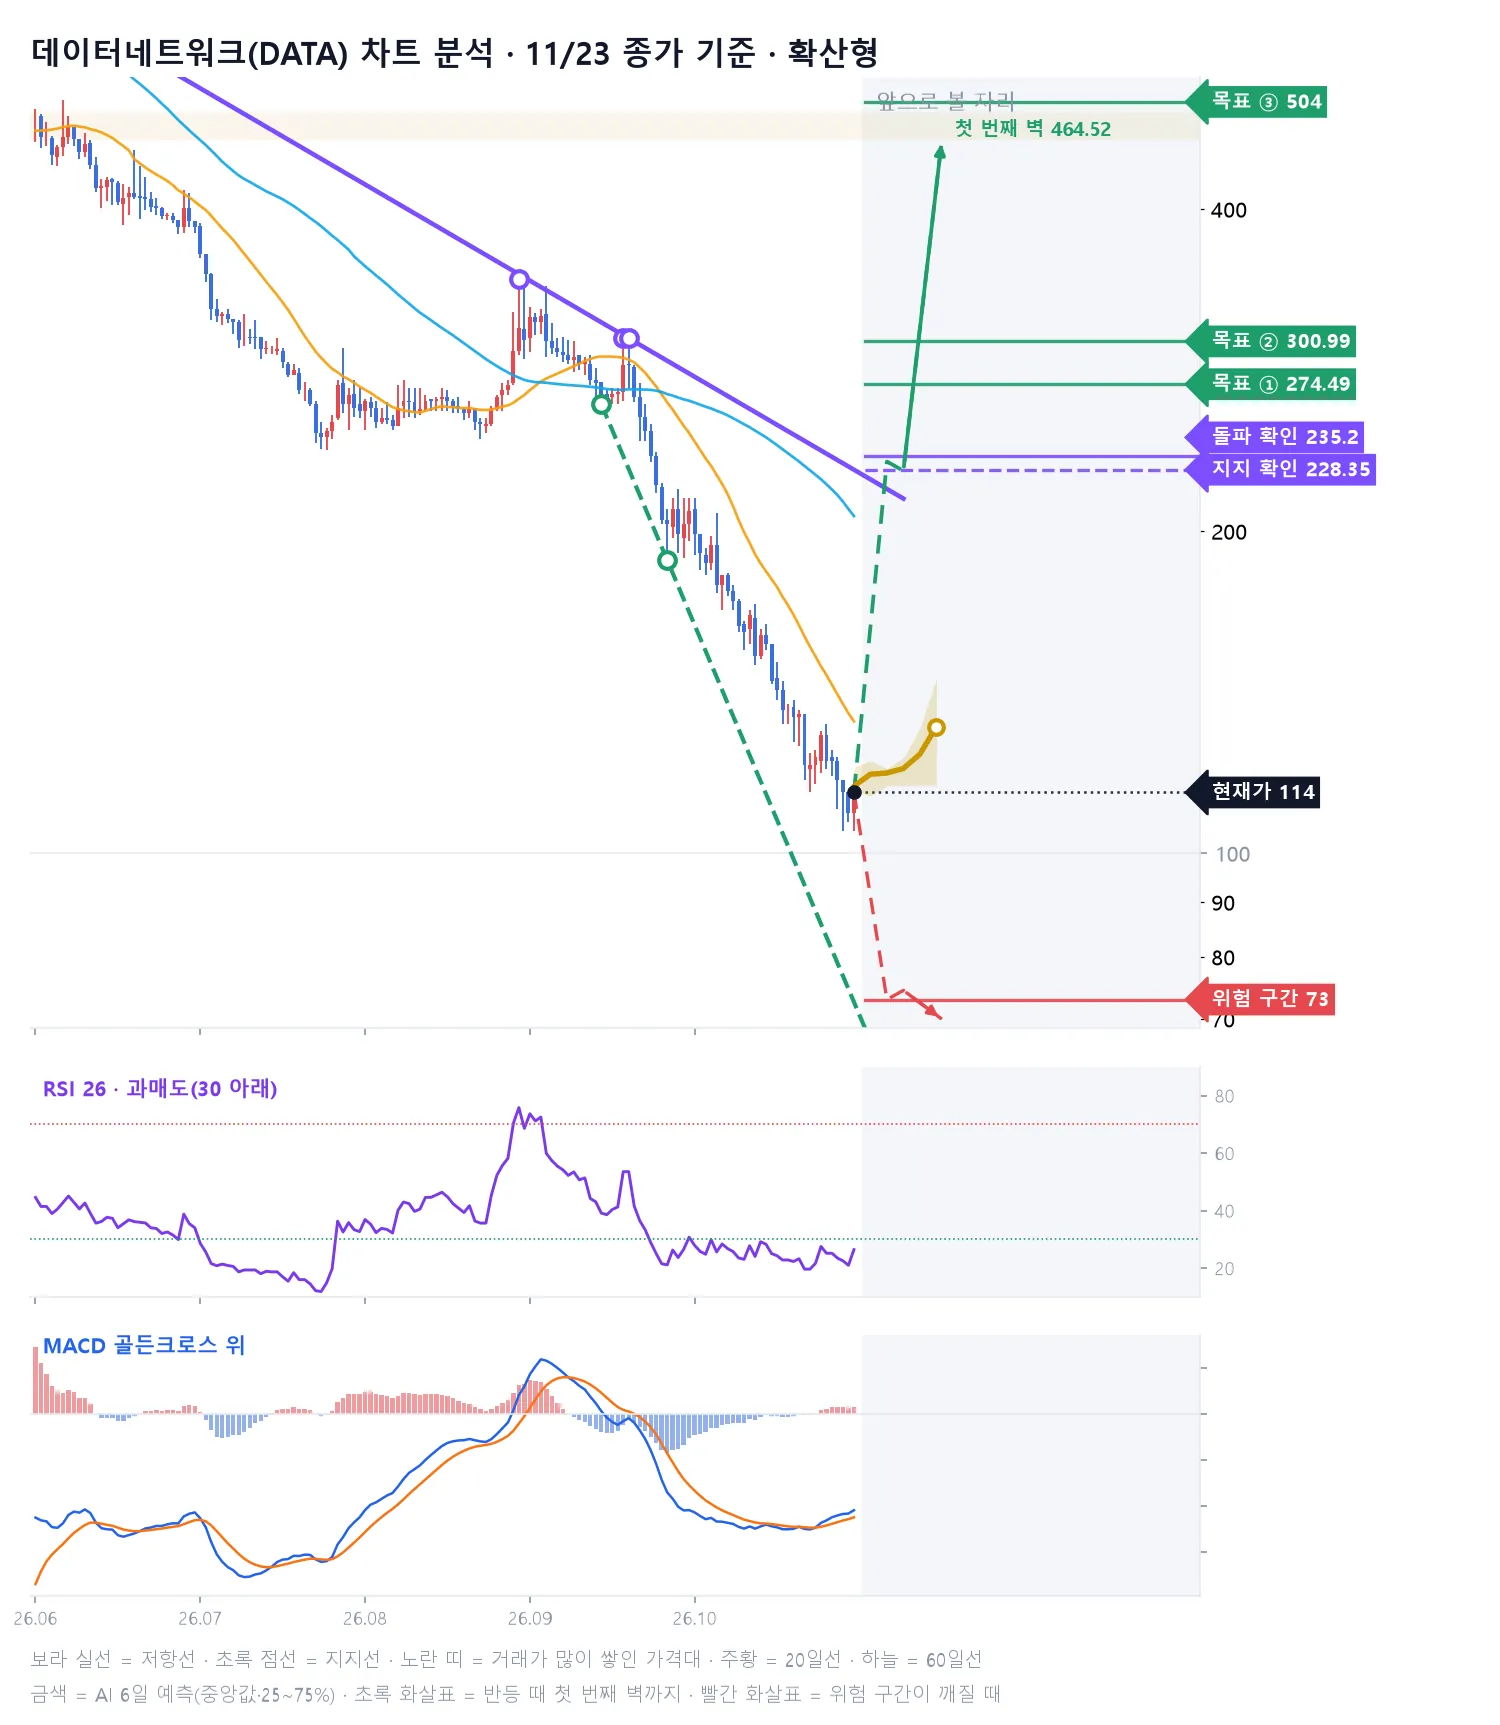 데이터네트워크(DATA) 차트 분석 · 11/23 종가 기준 · 확산형
앞으로 볼 자리
목표 ③ 504
첫 번째 벽 464.52
400
목표 ② 300.99
목표 ① 274.49
돌파 확인 235.2
지지 확인 228.35
200
현재가 114
100
90
80
위험 구간 73
70
RSI 26 · 과매도(30 아래)
80
60
40
20
MACD 골든크로스 위
26.06 26.07 26.08 26.09 26.10
보라 실선 = 저항선 · 초록 점선 = 지지선 · 노란 띠 = 거래가 많이 쌓인 가격대 · 주황 = 20일선 · 하늘 = 60일선
금색 = AI 6일 예측(중앙값·25~75%) · 초록 화살표 = 반등 때 첫 번째 벽까지 · 빨간 화살표 = 위험 구간이 깨질 때